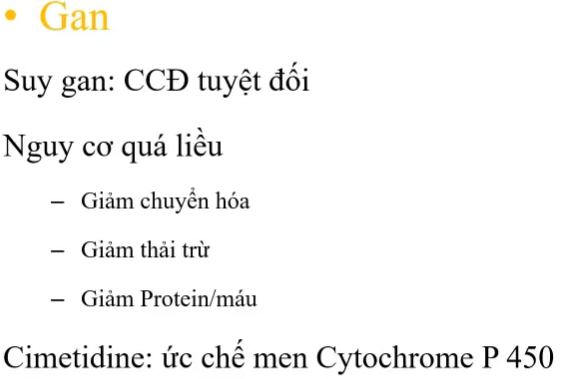 • Gan
Suy gan: CCĐ tuyệt đối
Nguy cơ quá liều
– Giảm chuyển hóa
– Giảm thải trừ
– Giảm Protein/máu
Cimetidine: ức chế men Cytochrome P 450